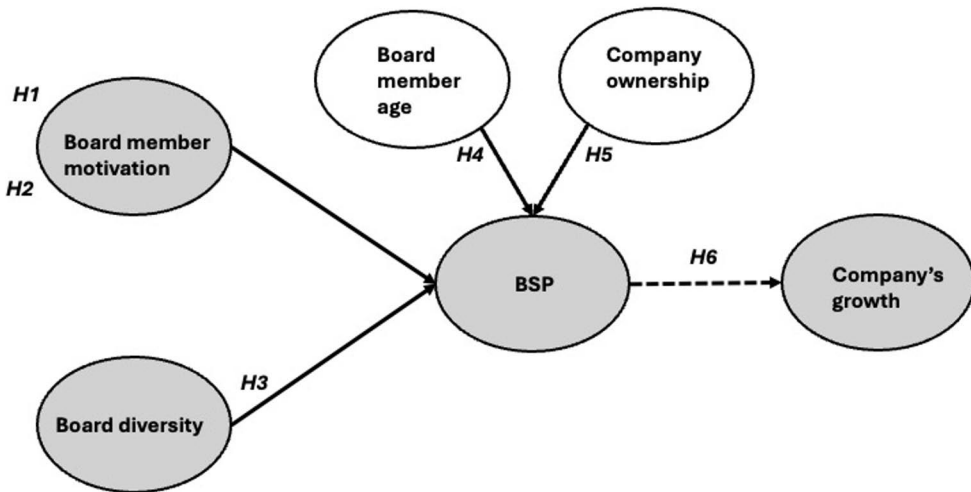 Board
member
age
Company
ownership
H1
Board member
motivation
H2
H4
H5
BSP
H6
Company's
growth
H3
Board diversity